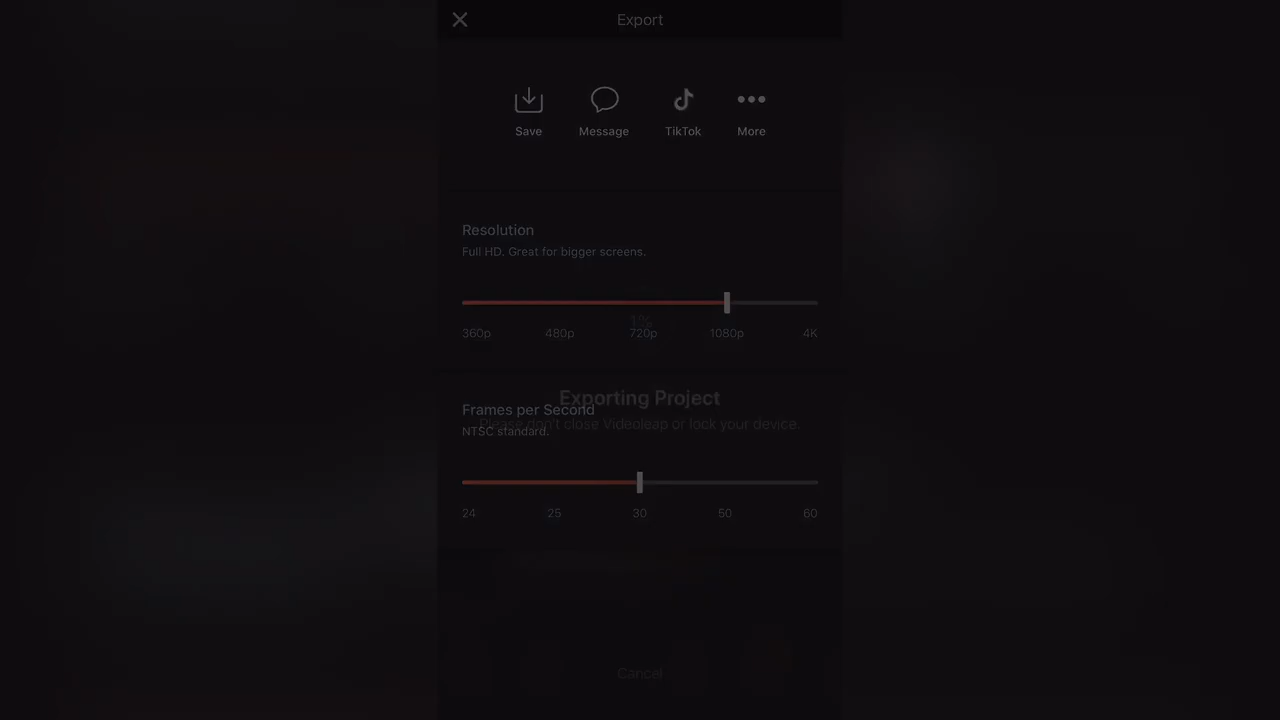 Export
Save Message TikTok More
Resolution
Full HD. Great for bigger screens.
1%
360p 480p 720p 1080p 4K
Exporting Project
Frames per Second
Please don't close Videoleap or lock your device.
NTSC standard.
24 25 30 50 60
Cancel